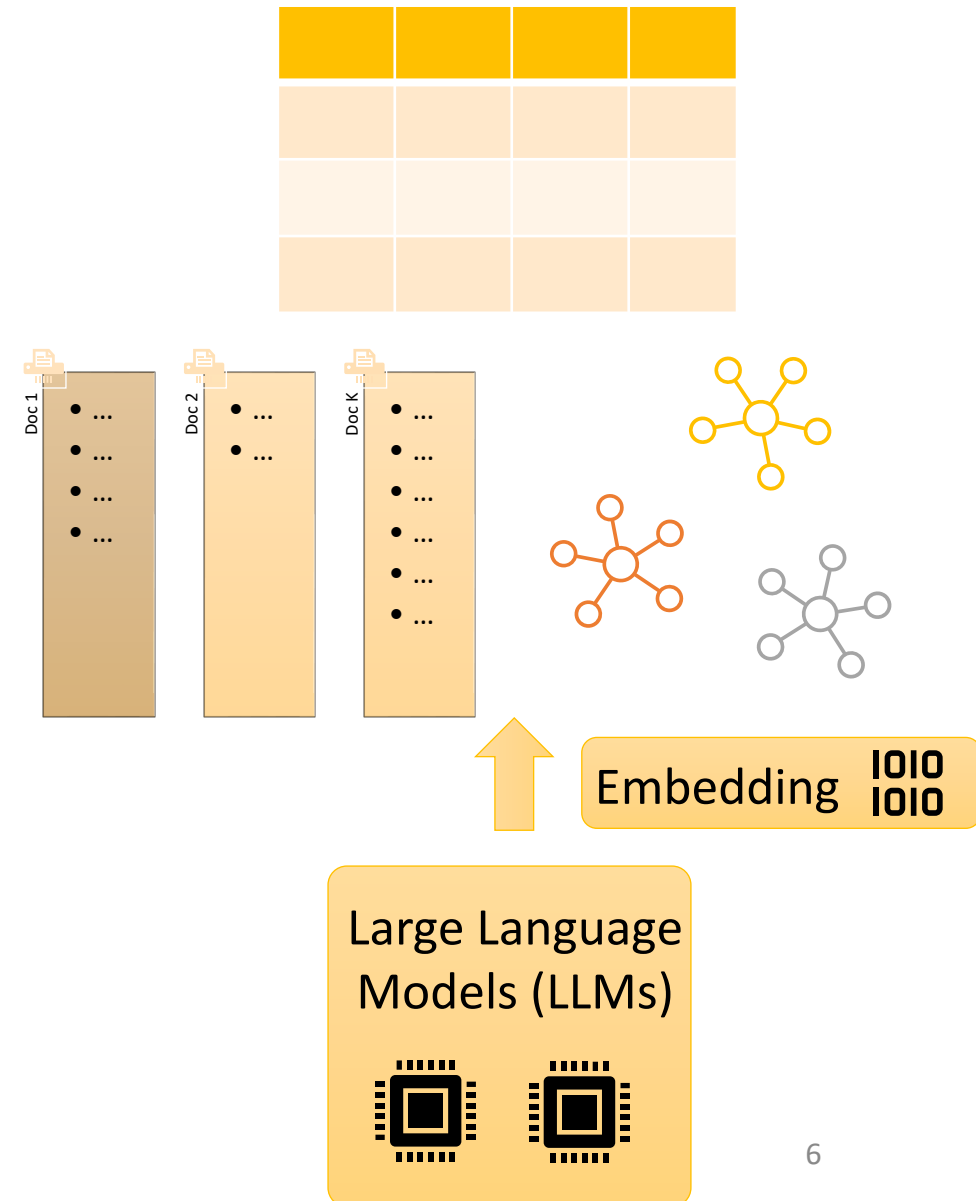 Doc 1
• ...
• ...
• ...
• ...
Doc 2
• ...
• ...
Doc K
• ...
• ...
• ...
• ...
• ...
• ...
Embedding
1010
1010
Large Language
Models (LLMs)
6